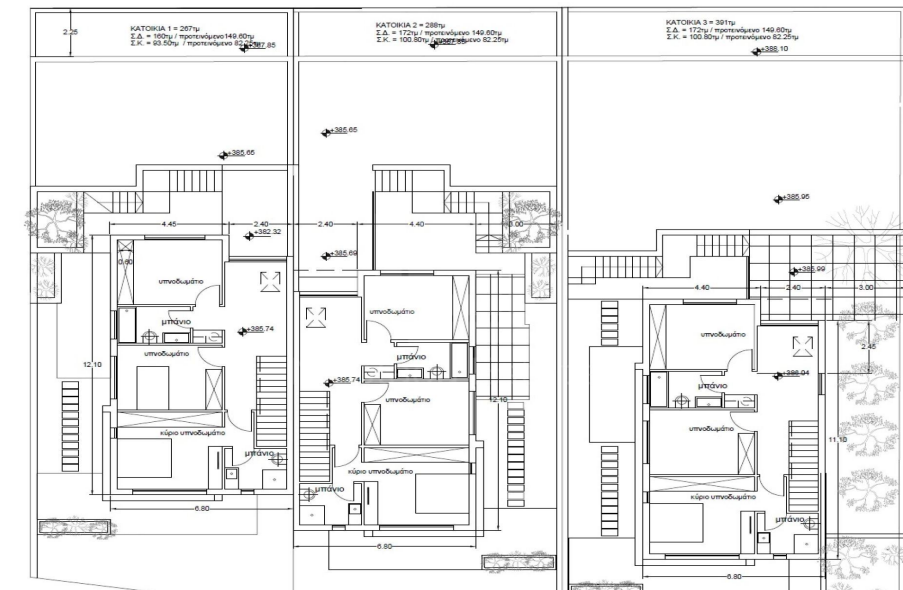 2.25
ΚΑΤΟΙΚΙΑ 1 = 267τμ
Σ.Δ. = 160τμ / προτεινόμενο149.60τμ
Σ.Κ. = 93.50τμ / προτεινόμενο
ΚΑΤΟΙΚΙΑ 2 = 288τμ
Σ.Δ. = 172τμ / προτεινόμενο 149.60τμ
Σ.Κ. = 100.80τμ / προτεινόμενο 82.25τμ
ΚΑΤΟΙΚΙΑ 3 = 391τμ
Σ.Δ. = 172τμ / προτεινόμενο 149.60τμ
Σ.Κ. = 100.80τμ / προτεινόμενο 82.25τμ
+388.10
+385.65
+385.65
+385.95
4.45
2.40
2.40
4.40
3.00
+382.32
+385.69
+385.99
0.60
υπνοδωμάτιο
μπάνιο
υπνοδωμάτιο
κύριο υπνοδωμάτιο
μπάνιο
+385.74
12.10
6.80
υπνοδωμάτιο
μπάνιο
υπνοδωμάτιο
κύριο υπνοδωμάτιο
μπάνιο
+385.74
12.10
6.80
4.40
2.40
3.00
υπνοδωμάτιο
μπάνιο
υπνοδωμάτιο
κύριο υπνοδωμάτιο
μπάνιο
2.45
11.10
6.80